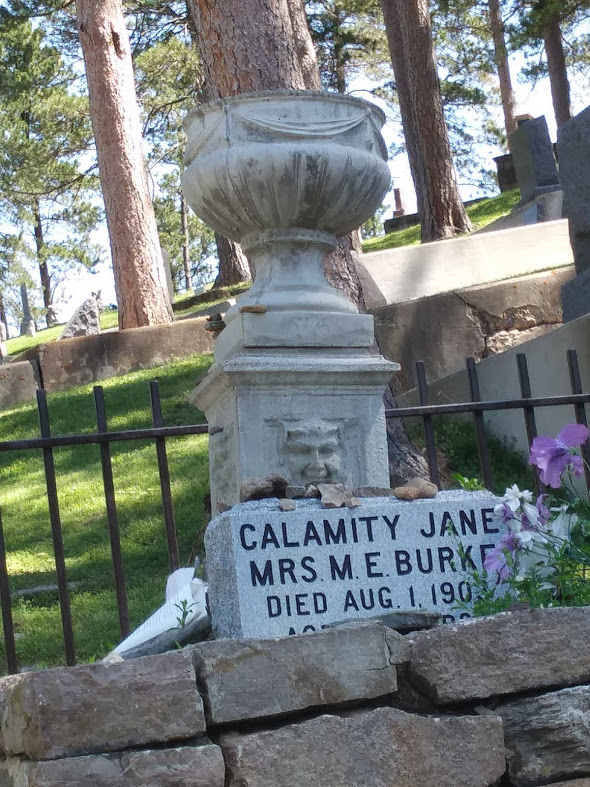 CALAMITY JANE
MRS. M. E. BURKE
DIED AUG. 1, 190